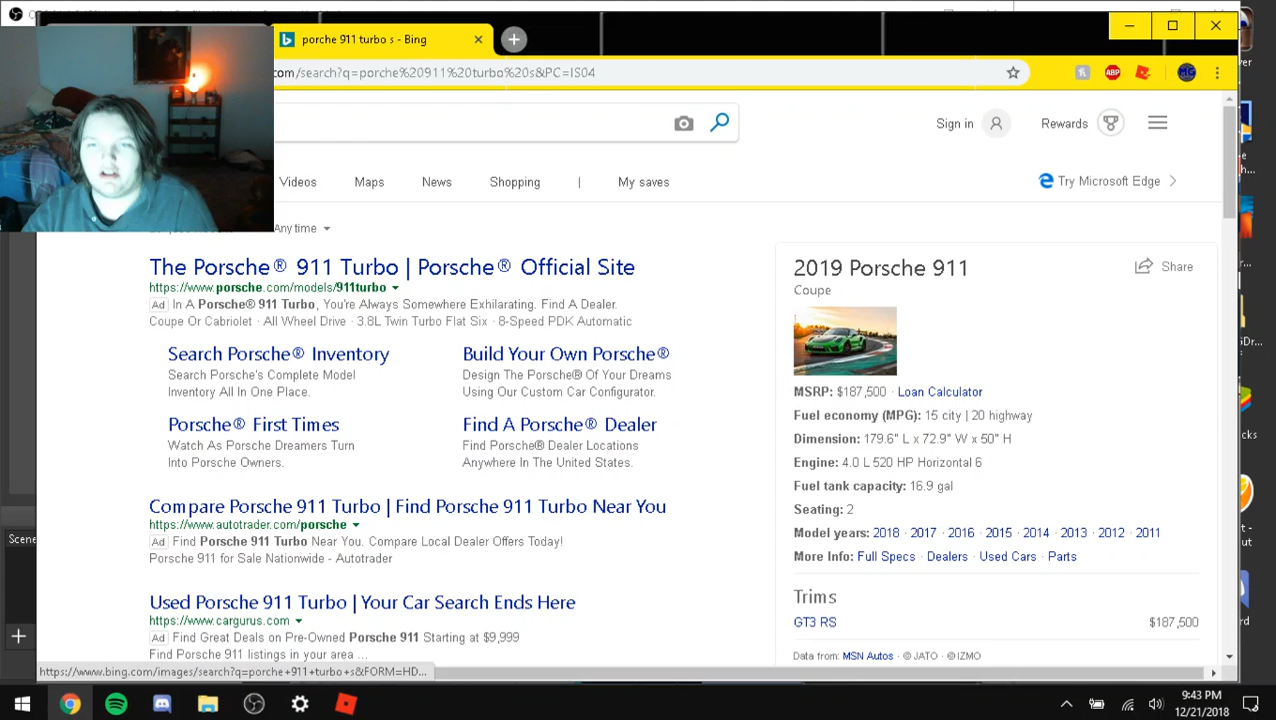 porche 911 turbo s - Bing
com/search?q=porche%20911%20turbo%20s&PC=IS04
ABP
MG
Sign in
Rewards
Videos
Maps
News
Shopping
|
My saves
Try Microsoft Edge
Any time
The Porsche® 911 Turbo | Porsche® Official Site
https://www.porsche.com/models/911turbo
Ad In A Porsche® 911 Turbo, You're Always Somewhere Exhilarating. Find A Dealer.
Coupe Or Cabriolet · All Wheel Drive · 3.8L Twin Turbo Flat Six · 8-Speed PDK Automatic
Search Porsche® Inventory
Search Porsche's Complete Model
Inventory All In One Place.
Build Your Own Porsche®
Design The Porsche® Of Your Dreams
Using Our Custom Car Configurator.
Porsche® First Times
Watch As Porsche Dreamers Turn
Into Porsche Owners.
Find A Porsche® Dealer
Find Porsche® Dealer Locations
Anywhere In The United States.
Compare Porsche 911 Turbo | Find Porsche 911 Turbo Near You
https://www.autotrader.com/porsche
Ad Find Porsche 911 Turbo Near You. Compare Local Dealer Offers Today!
Porsche 911 for Sale Nationwide - Autotrader
Used Porsche 911 Turbo | Your Car Search Ends Here
https://www.cargurus.com
Ad Find Great Deals on Pre-Owned Porsche 911 Starting at $9,999
Find Porsche 911 listings in your area ...
https://www.bing.com/images/search?q=porche+911+turbo+s&FORM=HD...
2019 Porsche 911
Share
Coupe
MSRP: $187,500 · Loan Calculator
Fuel economy (MPG): 15 city | 20 highway
Dimension: 179.6" L x 72.9" W x 50" H
Engine: 4.0 L 520 HP Horizontal 6
Fuel tank capacity: 16.9 gal
Seating: 2
Model years: 2018 · 2017 · 2016 · 2015 · 2014 · 2013 · 2012 · 2011
More Info: Full Specs · Dealers · Used Cars · Parts
Trims
GT3 RS $187,500
Data from: MSN Autos · © JATO · © IZMO
Scene
9:43 PM
12/21/2018